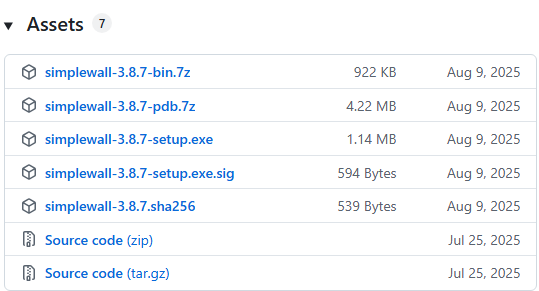 Assets 7
simplewall-3.8.7-bin.7z 922 KB Aug 9, 2025
simplewall-3.8.7-pdb.7z 4.22 MB Aug 9, 2025
simplewall-3.8.7-setup.exe 1.14 MB Aug 9, 2025
simplewall-3.8.7-setup.exe.sig 594 Bytes Aug 9, 2025
simplewall-3.8.7.sha256 539 Bytes Aug 9, 2025
Source code (zip) Jul 25, 2025
Source code (tar.gz) Jul 25, 2025